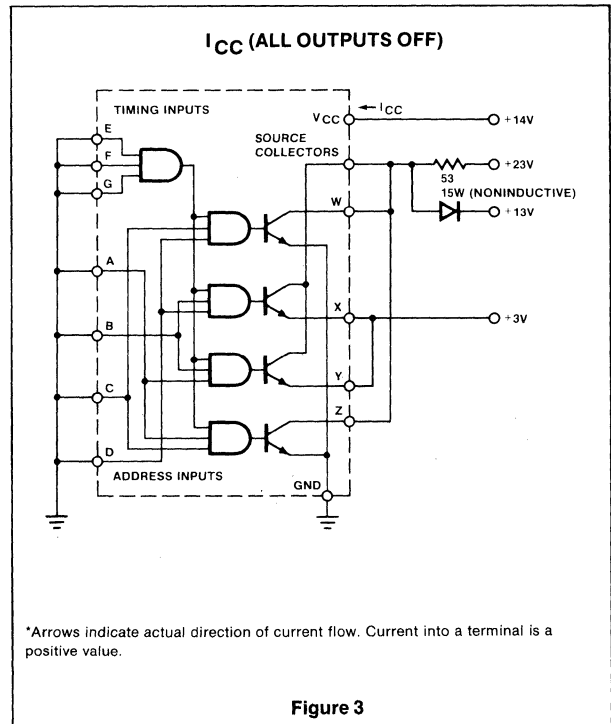 I CC (ALL OUTPUTS OFF)
TIMING INPUTS
E
F
G
VCC
ICC
+14V
SOURCE
COLLECTORS
+23V
53
15W (NONINDUCTIVE)
+13V
W
A
X
+3V
B
Y
C
Z
D
ADDRESS INPUTS
GND
*Arrows indicate actual direction of current flow. Current into a terminal is a
positive value.
Figure 3